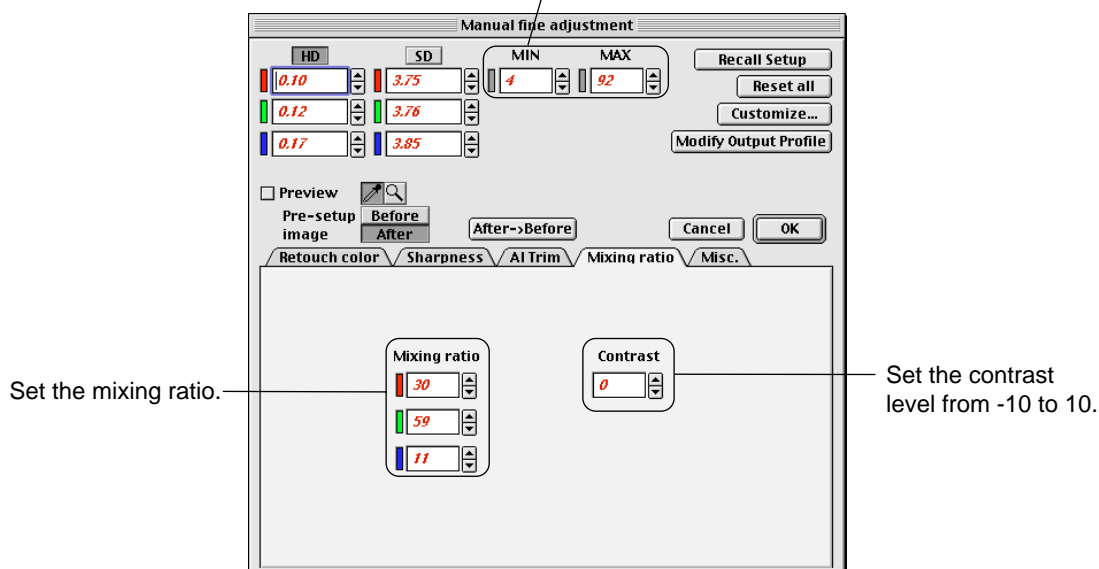 Manual fine adjustment
HD SD MIN MAX Recall Setup
0.10 3.75 4 92 Reset all
0.12 3.76 Customize...
0.17 3.85 Modify Output Profile
Preview
Pre-setup image Before After
After->Before Cancel OK
Retouch color Sharpness AI Trim Mixing ratio Misc.
Mixing ratio Contrast
30 0
59
11
Set the mixing ratio.
Set the contrast
level from -10 to 10.